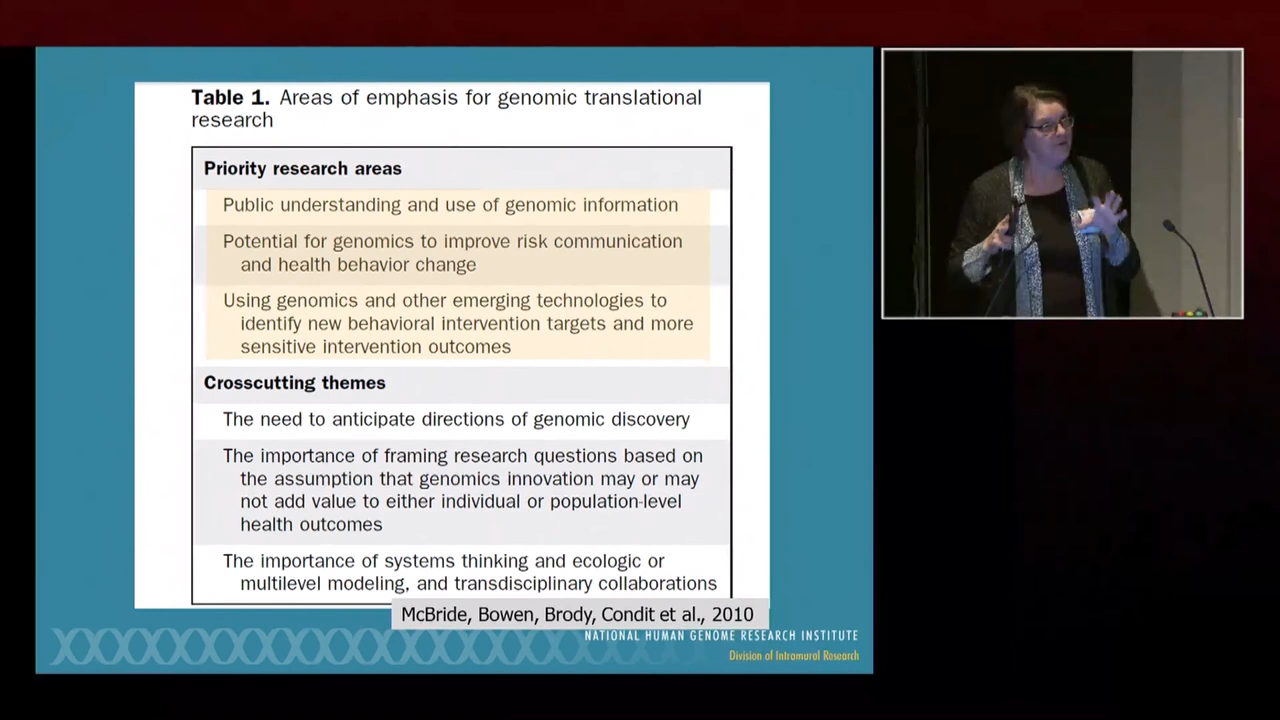 Table 1. Areas of emphasis for genomic translational
research
Priority research areas
Public understanding and use of genomic information
Potential for genomics to improve risk communication
and health behavior change
Using genomics and other emerging technologies to
identify new behavioral intervention targets and more
sensitive intervention outcomes
Crosscutting themes
The need to anticipate directions of genomic discovery
The importance of framing research questions based on
the assumption that genomics innovation may or may
not add value to either individual or population-level
health outcomes
The importance of systems thinking and ecologic or
multilevel modeling, and transdisciplinary collaborations
McBride, Bowen, Brody, Condit et al., 2010
NATIONAL HUMAN GENOME RESEARCH INSTITUTE
Division of Intramural Research